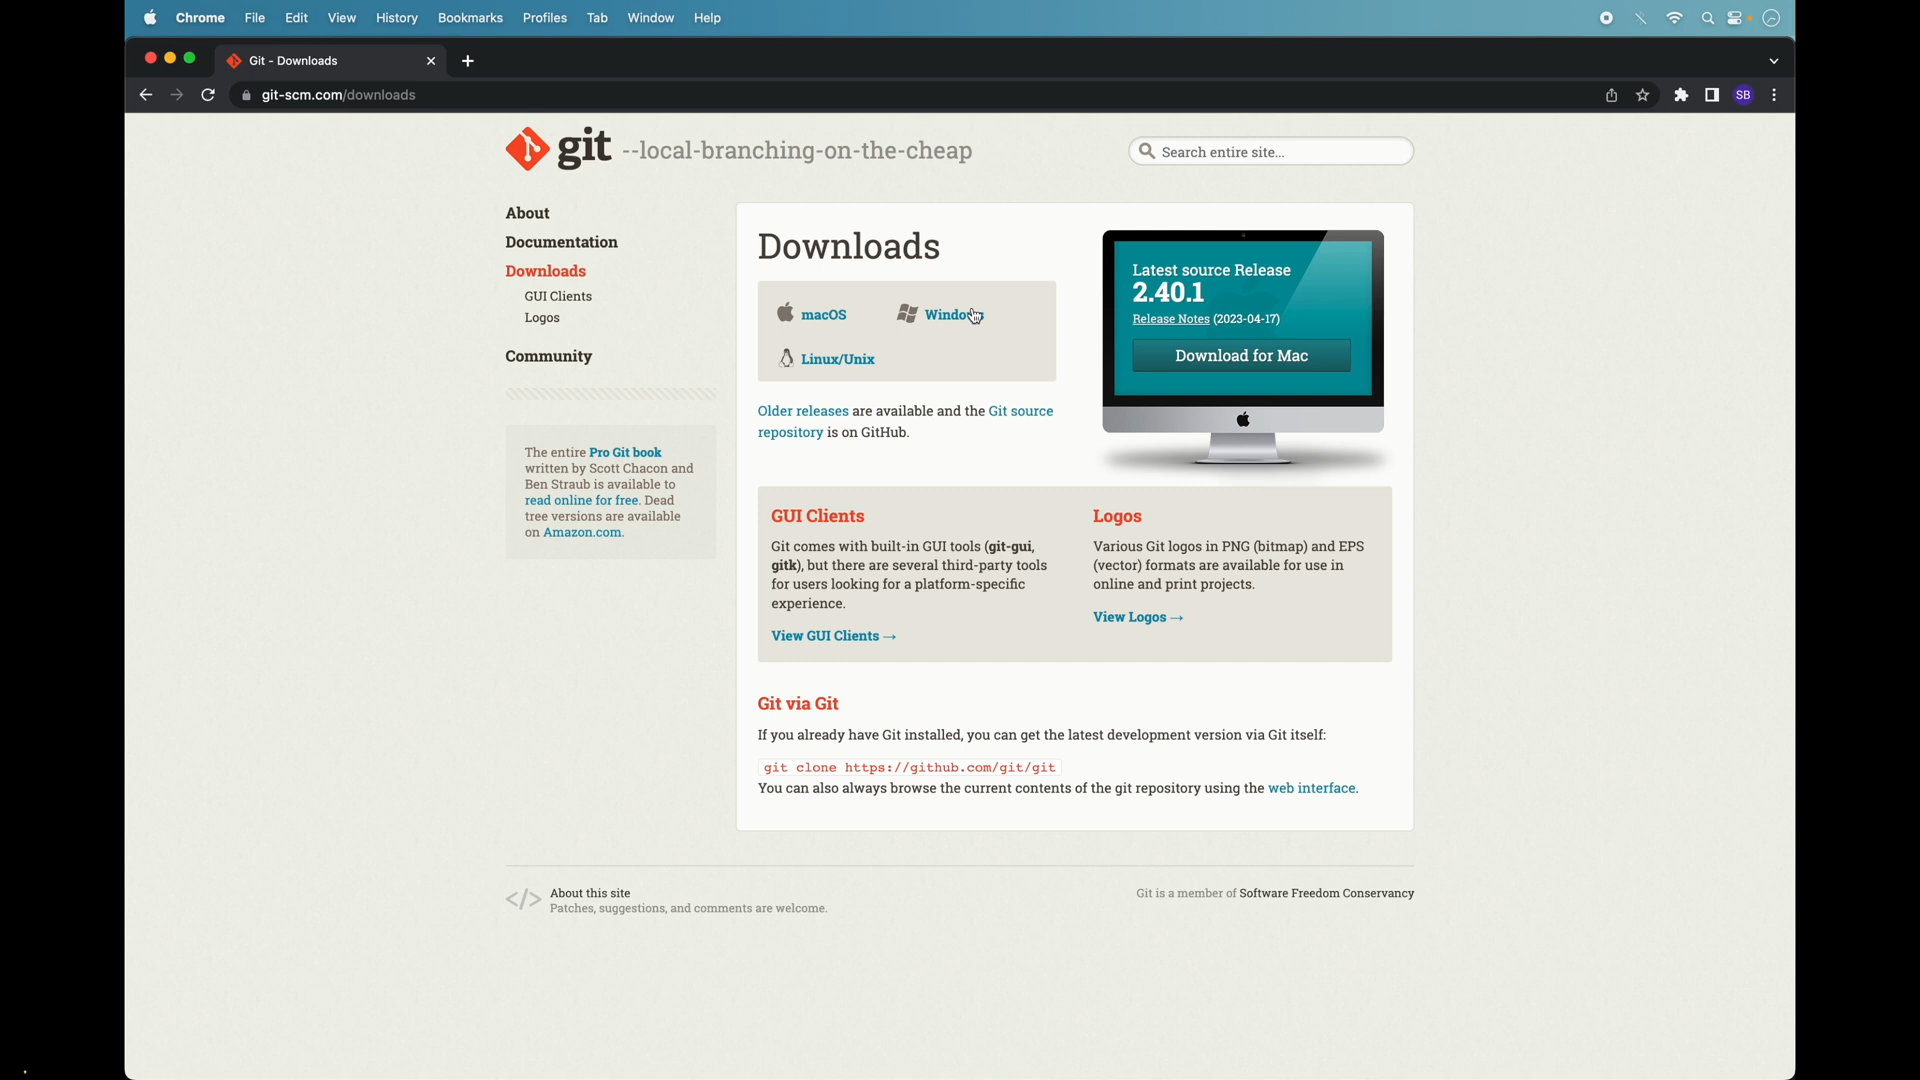 Chrome File Edit View History Bookmarks Profiles Tab Window Help
Git - Downloads
git-scm.com/downloads
SB
git --local-branching-on-the-cheap
Search entire site...
About
Documentation
Downloads
GUI Clients
Logos
Community
The entire Pro Git book
written by Scott Chacon and
Ben Straub is available to
read online for free. Dead
tree versions are available
on Amazon.com.
Downloads
macOS
Windows
Linux/Unix
Older releases are available and the Git source
repository is on GitHub.
Latest source Release
2.40.1
Release Notes (2023-04-17)
Download for Mac
GUI Clients
Git comes with built-in GUI tools (git-gui,
gitk), but there are several third-party tools
for users looking for a platform-specific
experience.
View GUI Clients →
Logos
Various Git logos in PNG (bitmap) and EPS
(vector) formats are available for use in
online and print projects.
View Logos →
Git via Git
If you already have Git installed, you can get the latest development version via Git itself:
git clone https://github.com/git/git
You can also always browse the current contents of the git repository using the web interface.
</> About this site
Patches, suggestions, and comments are welcome.
Git is a member of Software Freedom Conservancy